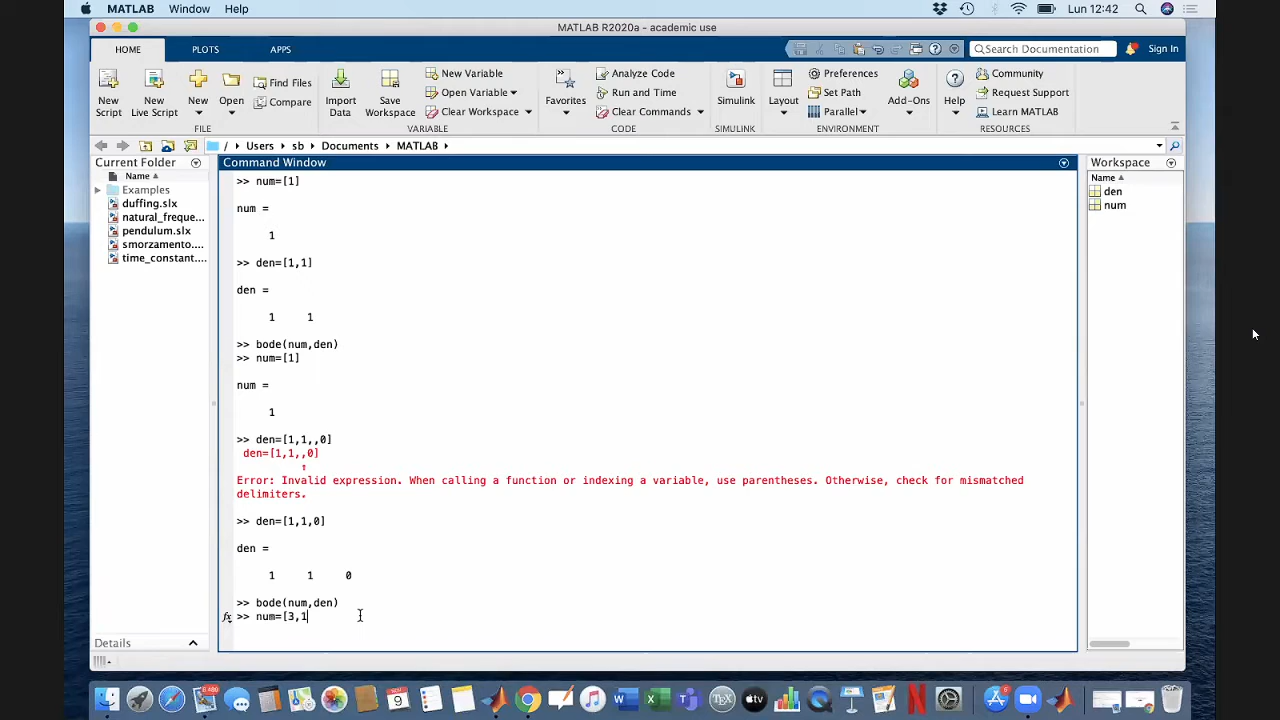 MATLAB Window Help Lun 12:42
MATLAB R2020a - academic use
HOME PLOTS APPS Search Documentation Sign In
New Script
New Live Script
New
Open
Find Files
Compare
FILE
Import Data
Save Workspace
New Variable
Open Variable
Clear Workspace
VARIABLE
Favorites
Analyze Code
Run and Time
Clear Commands
CODE
Simulink
SIMULINK
Layout
Preferences
Set Path
Parallel
Add-Ons
ENVIRONMENT
Help
Community
Request Support
Learn MATLAB
RESOURCES
/ Users sb Documents MATLAB
Current Folder
Name
Examples
duffing.slx
natural_freque...
pendulum.slx
smorzamento....
time_constant....
Details
Command Window
>> num=[1]
num =
1
>> den=[1,1]
den =
1 1
>> bode(num,den)
>> num=[1]
num =
1
>> den=[1,1,,0]
den=[1,1,,0]
↑
Error: Invalid expression. When calling a function or indexing a variable, use parentheses. Otherwise, check for mismatched
delimiters.
>> den=[1,1,0]
den =
1 1 0
>> bode(num,den)
fx >> num=[3,1
Workspace
Name
den
num